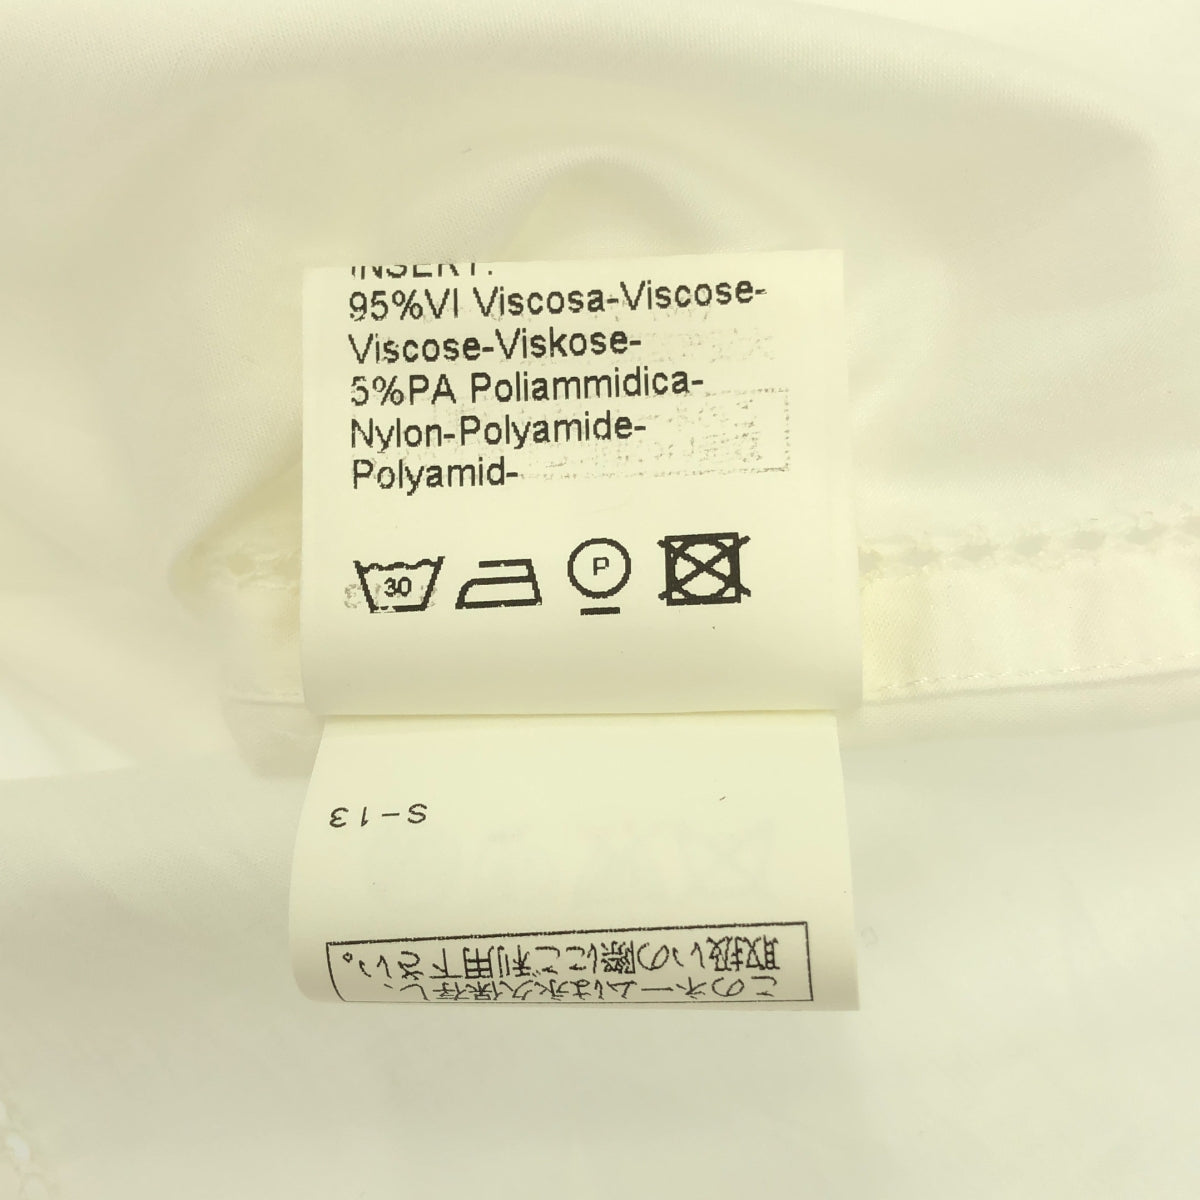 INSERT:
95%VI Viscosa-Viscose-
Viscose-Viskose-
5%PA Poliammidica-
Nylon-Polyamide-
Polyamid-
30
P
S-13
このネームは永久保存し、
取扱いの際にご利用下さい。